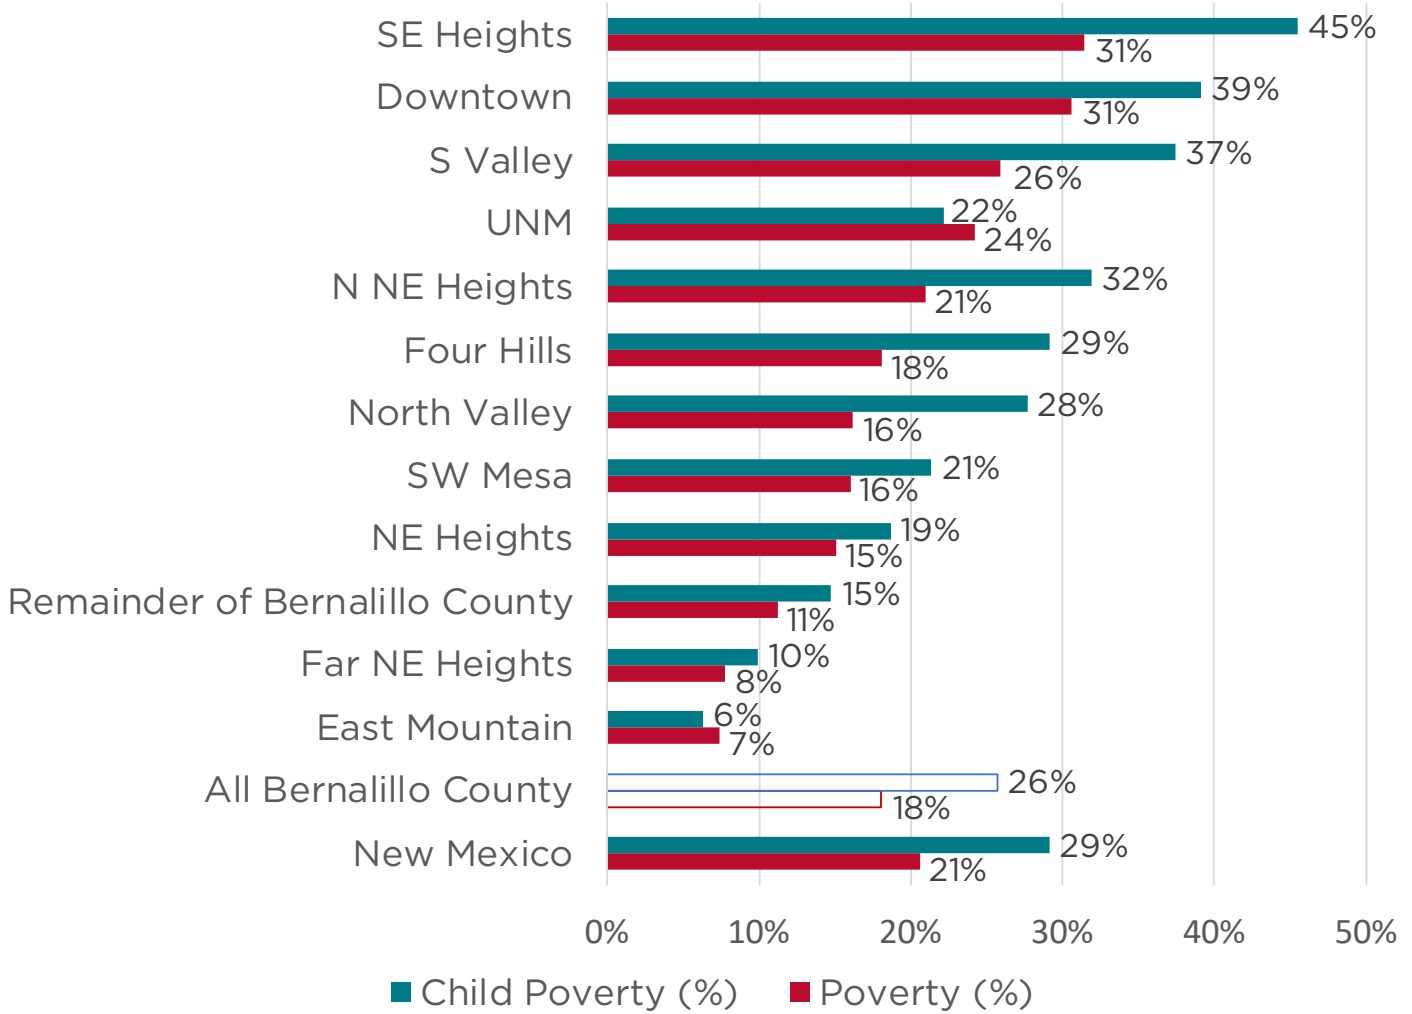 SE Heights
45%
31%
Downtown
39%
31%
S Valley
37%
26%
UNM
22%
24%
N NE Heights
32%
21%
Four Hills
29%
18%
North Valley
28%
16%
SW Mesa
21%
16%
NE Heights
19%
15%
Remainder of Bernalillo County
15%
11%
Far NE Heights
10%
8%
East Mountain
6%
7%
All Bernalillo County
26%
18%
New Mexico
29%
21%
0% 10% 20% 30% 40% 50%
Child Poverty (%) Poverty (%)